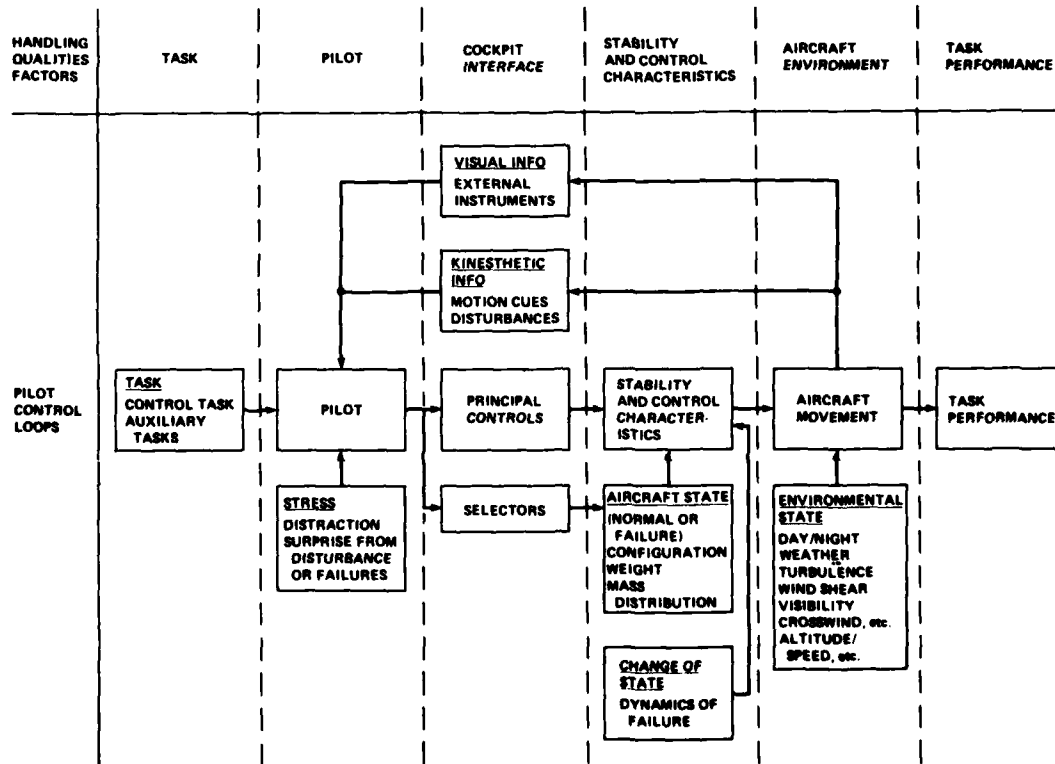 HANDLING
QUALITIES
FACTORS
TASK
PILOT
COCKPIT
INTERFACE
STABILITY
AND CONTROL
CHARACTERISTICS
AIRCRAFT
ENVIRONMENT
TASK
PERFORMANCE
VISUAL INFO
EXTERNAL
INSTRUMENTS
KINESTHETIC
INFO
MOTION CUES
DISTURBANCES
PILOT
CONTROL
LOOPS
TASK
CONTROL TASK
AUXILIARY
TASKS
PILOT
PRINCIPAL
CONTROLS
STABILITY
AND CONTROL
CHARACTER-
ISTICS
AIRCRAFT
MOVEMENT
TASK
PERFORMANCE
STRESS
DISTRACTION
SURPRISE FROM
DISTURBANCE
OR FAILURES
SELECTORS
AIRCRAFT STATE
(NORMAL OR
FAILURE)
CONFIGURATION
WEIGHT
MASS
DISTRIBUTION
ENVIRONMENTAL
STATE
DAY/NIGHT
WEATHER
TURBULENCE
WIND SHEAR
VISIBILITY
CROSSWIND, etc.
ALTITUDE/
SPEED, etc.
CHANGE OF
STATE
DYNAMICS OF
FAILURE